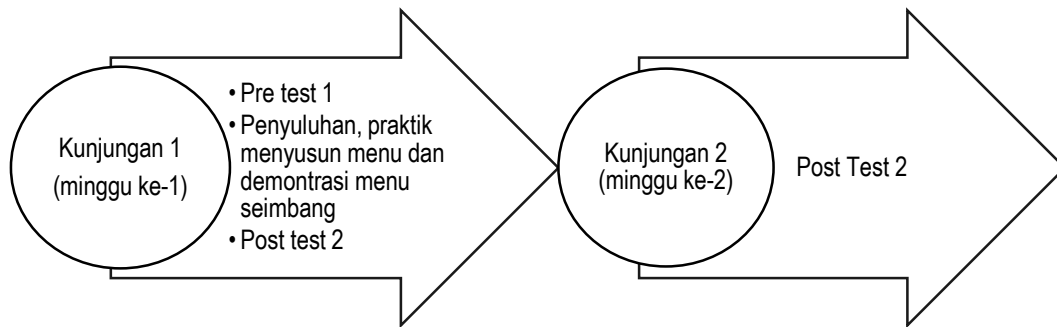 Kunjungan 1
(minggu ke-1)
• Pre test 1
• Penyuluhan, praktik
menyusun menu dan
demontrasi menu
seimbang
• Post test 2
Kunjungan 2
(minggu ke-2)
Post Test 2